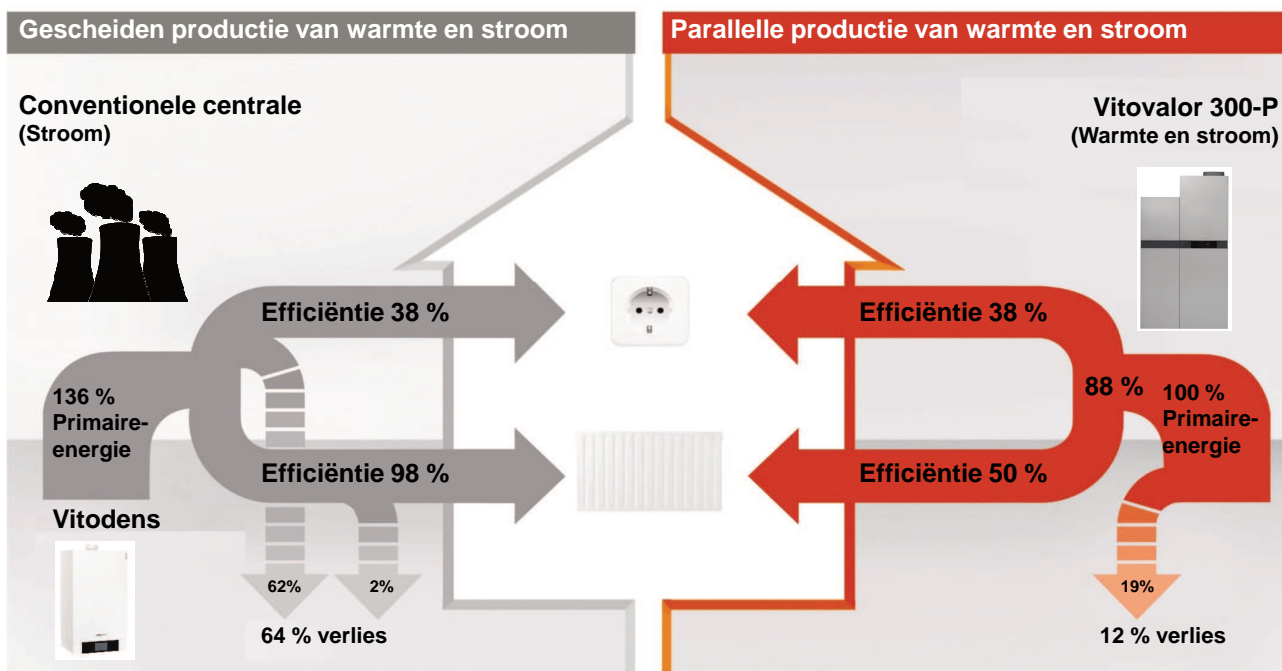 Gescheiden productie van warmte en stroom
Parallelle productie van warmte en stroom
Conventionele centrale
(Stroom)
Vitovalor 300-P
(Warmte en stroom)
Efficiëntie 38 %
Efficiëntie 38 %
136 %
Primaire-
energie
88 %
100 %
Primaire-
energie
Efficiëntie 98 %
Efficiëntie 50 %
Vitodens
62%
2%
19%
64 % verlies
12 % verlies